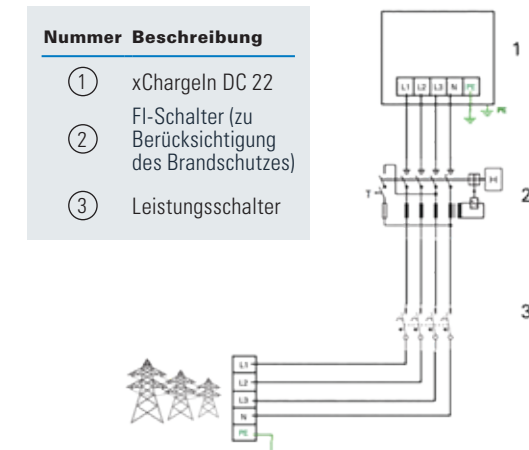 Nummer Beschreibung
1 xChargeIn DC 22
2 FI-Schalter (zu
Berücksichtigung
des Brandschutzes)
3 Leistungsschalter
1
L1 L2 L3 N PE
PE
2
T
H
3
L1
L2
L3
N
PE